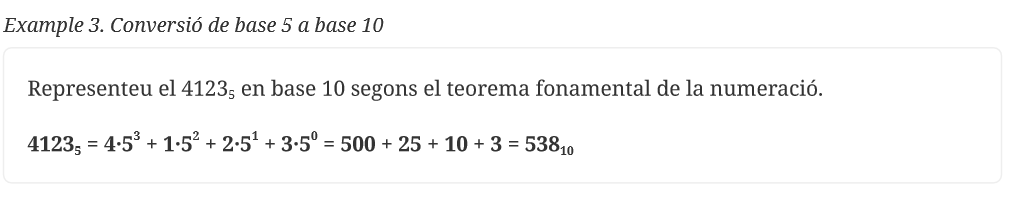 Example 3. Conversió de base 5 a base 10
Representeu el 4123₅ en base 10 segons el teorema fonamental de la numeració.
4123₅ = 4·5³ + 1·5² + 2·5¹ + 3·5⁰ = 500 + 25 + 10 + 3 = 538₁₀